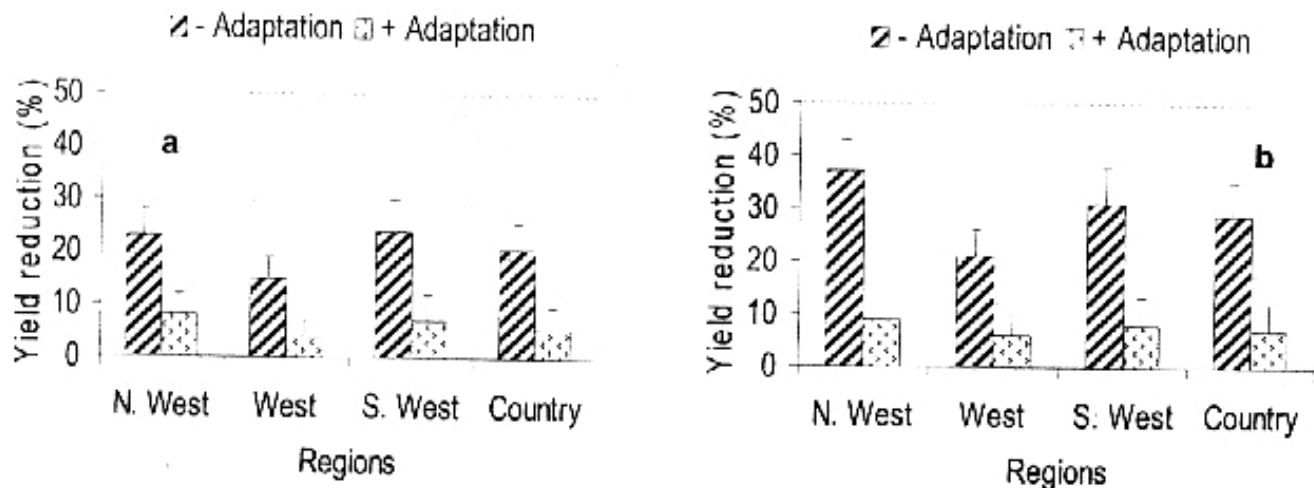 - Adaptation + Adaptation
Yield reduction (%)
50
40
30
20
10
0
a
N. West West S. West Country
Regions
- Adaptation + Adaptation
Yield reduction (%)
50
40
30
20
10
0
b
N. West West S. West Country
Regions